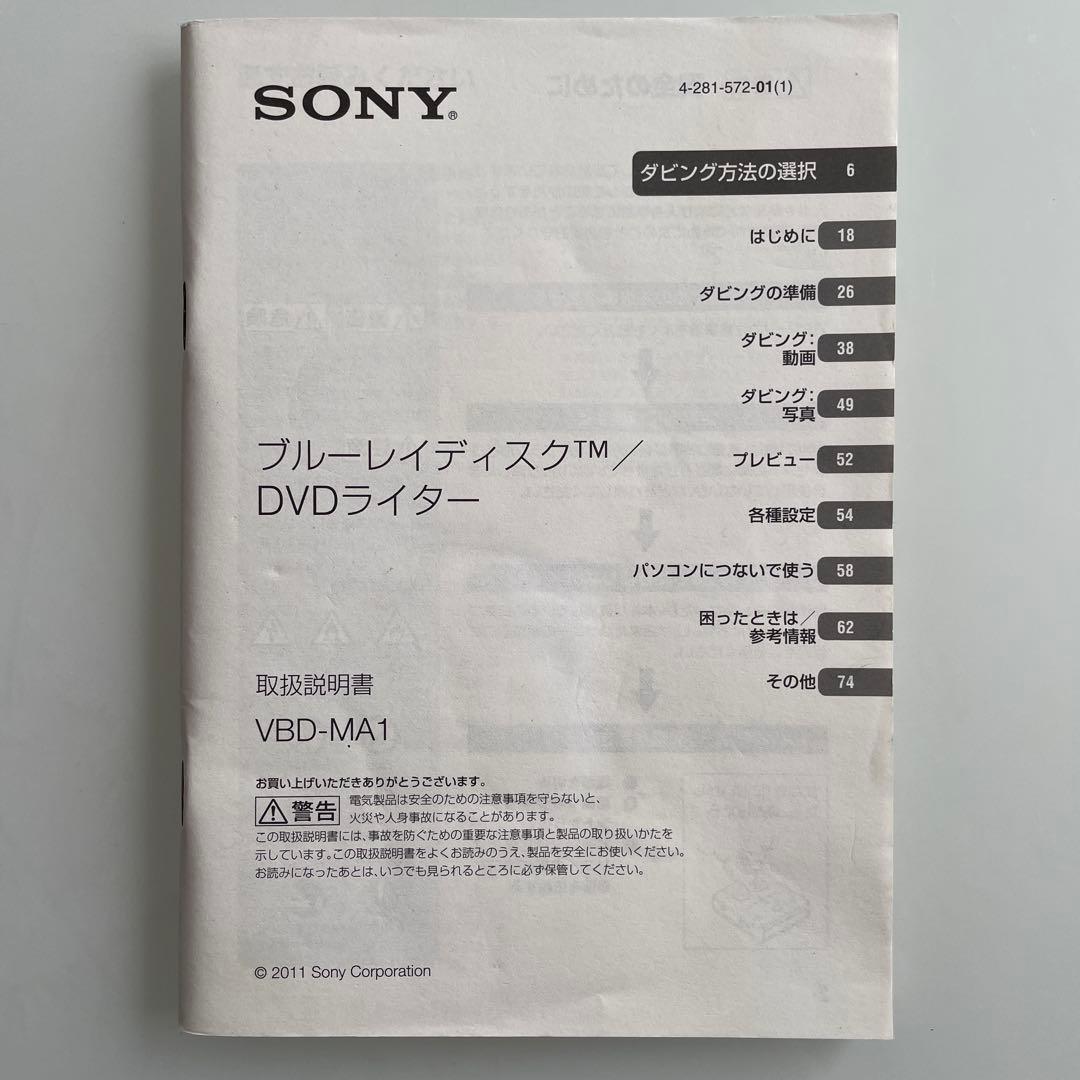 SONY®
4-281-572-01(1)
ダビング方法の選択 6
はじめに 18
ダビングの準備 26
ダビング：
動画 38
ダビング：
写真 49
プレビュー 52
各種設定 54
パソコンにつないで使う 58
困ったときは／
参考情報 62
その他 74
ブルーレイディスク™／
DVDライター
取扱説明書
VBD-MA1
お買い上げいただきありがとうございます。
⚠警告 電気製品は安全のための注意事項を守らないと、
火災や人身事故になることがあります。
この取扱説明書には、事故を防ぐための重要な注意事項と製品の取り扱いかたを
示しています。この取扱説明書をよくお読みのうえ、製品を安全にお使いください。
お読みになったあとは、いつでも見られるところに必ず保管してください。
© 2011 Sony Corporation